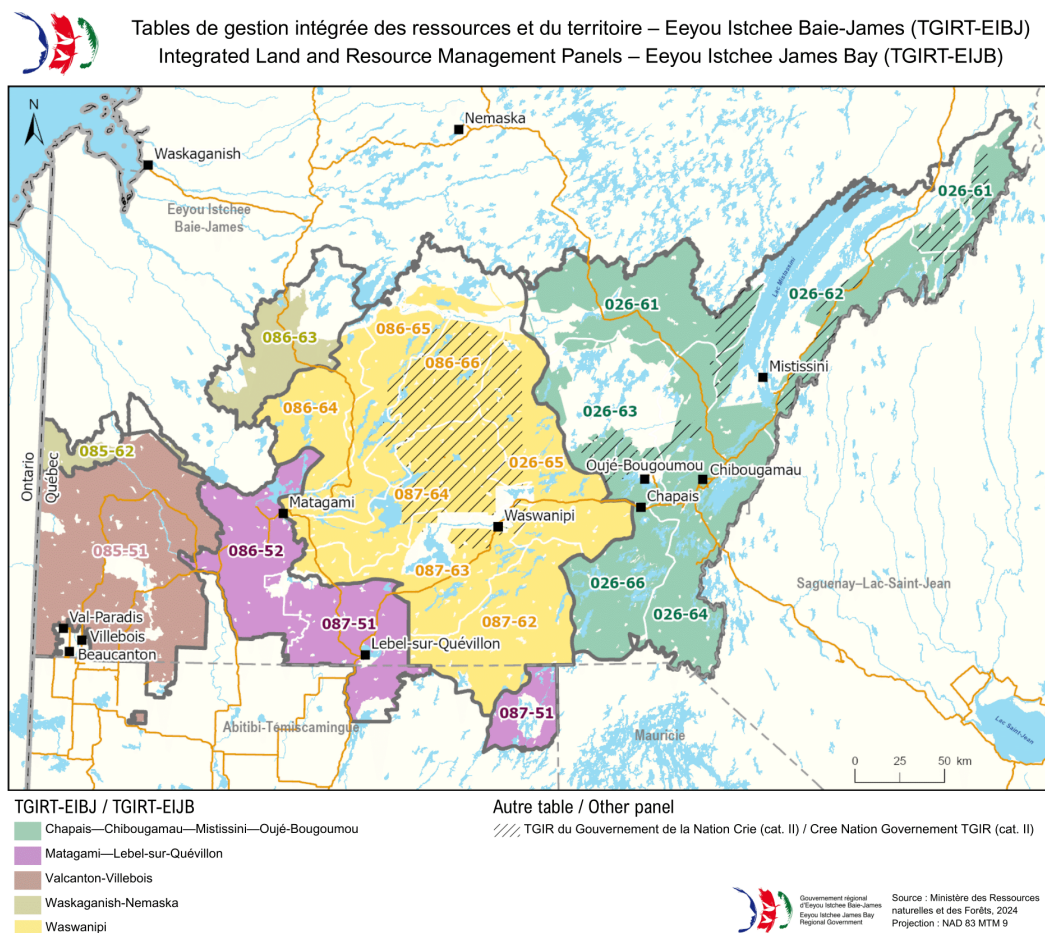 Tables de gestion intégrée des ressources et du territoire – Eeyou Istchee Baie-James (TGIRT-EIBJ)
Integrated Land and Resource Management Panels – Eeyou Istchee James Bay (TGIRT-EIJB)
N
Nemaska
Waskaganish
026-61
Eeyou Istchee
Baie-James
Lac Mistassini
026-62
026-61
086-65
086-63
086-66
Mistissini
086-64
026-63
085-62
026-65
Oujé-Bougoumou
Chibougamau
Ontario
Québec
087-64
Chapais
Matagami
Waswanipi
085-51
086-52
087-63
026-66
Saguenay–Lac-Saint-Jean
026-64
Val-Paradis
087-51
087-62
Villebois
Lebel-sur-Quévillon
Beaucanton
087-51
Abitibi-Témiscamingue
Mauricie
Lac Saint-Jean
0 25 50 km
TGIRT-EIBJ / TGIRT-EIJB
Chapais—Chibougamau—Mistissini—Oujé-Bougoumou
Matagami—Lebel-sur-Quévillon
Valcanton-Villebois
Waskaganish-Nemaska
Waswanipi
Autre table / Other panel
TGIR du Gouvernement de la Nation Crie (cat. II) / Cree Nation Governement TGIR (cat. II)
Gouvernement régional
d'Eeyou Istchee Baie-James
Eeyou Istchee James Bay
Regional Government
Source : Ministère des Ressources
naturelles et des Forêts, 2024
Projection : NAD 83 MTM 9